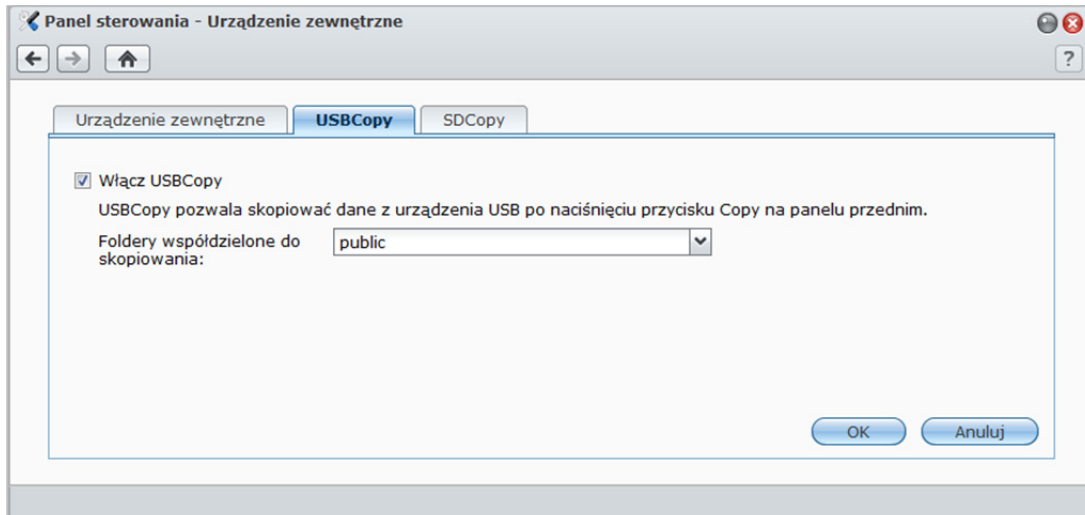 Panel sterowania - Urządzenie zewnętrzne
?
Urządzenie zewnętrzne USBCopy SDCopy
Włącz USBCopy
USBCopy pozwala skopiować dane z urządzenia USB po naciśnięciu przycisku Copy na panelu przednim.
Foldery współdzielone do public
skopiowania:
OK Anuluj